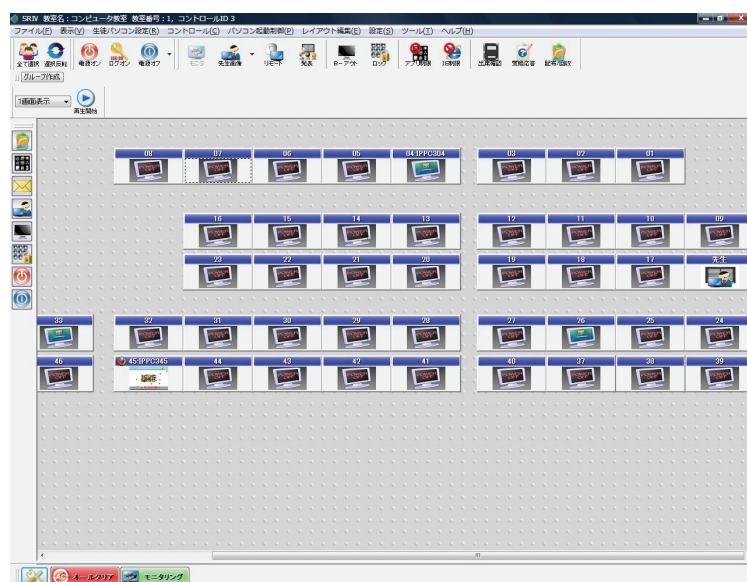 SRIV 教室名：コンピュータ教室 教室番号：1, コントロールID 3
ファイル(F) 表示(V) 生徒パソコン設定(R) コントロール(C) パソコン起動制御(P) レイアウト編集(E) 設定(S) ツール(T) ヘルプ(H)
全て選択 選択反転 電源オン ログオン 電源オフ モニタ 先生画像 リモート 発表 B-アウト ロック アプリ制限 IE制限 出席確認 質問応答 配布/回収
グループ作成
1画面表示 再生開始
08 07 06 05 04:IPPC304 03 02 01
16 15 14 13 12 11 10 09
23 22 21 20 19 18 17 先生
33 32 31 30 29 28 27 26 25 24
46 45:IPPC345 44 43 42 41 40 37 38 39
オールクリア モニタリング